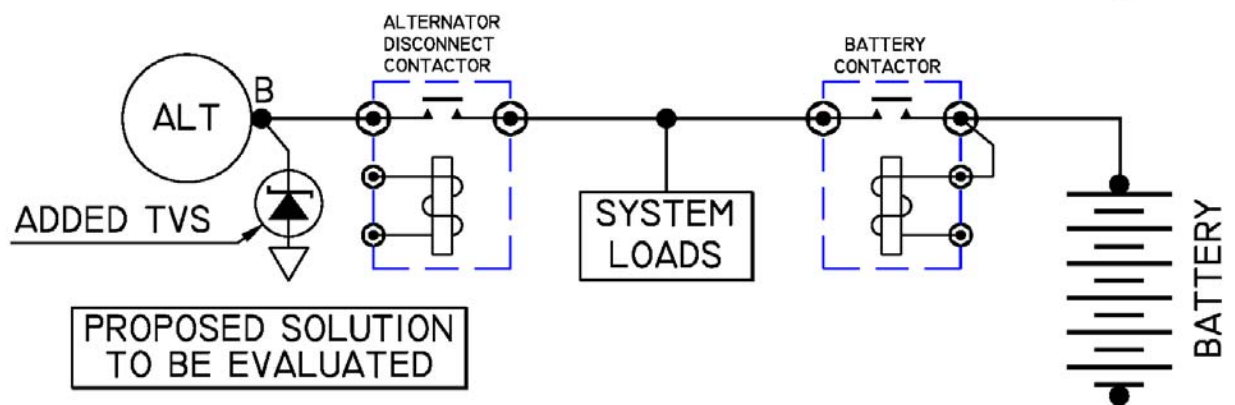 ALTERNATOR
DISCONNECT
CONTACTOR
BATTERY
CONTACTOR
ALT
B
ADDED TVS
SYSTEM
LOADS
BATTERY
PROPOSED SOLUTION
TO BE EVALUATED